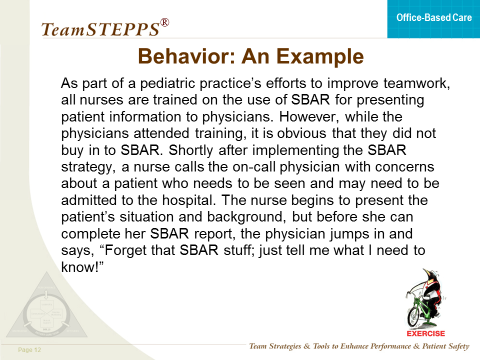 Office-Based Care
TeamSTEPPS®
Behavior: An Example
As part of a pediatric practice’s efforts to improve teamwork,
all nurses are trained on the use of SBAR for presenting
patient information to physicians. However, while the
physicians attended training, it is obvious that they did not
buy in to SBAR. Shortly after implementing the SBAR
strategy, a nurse calls the on-call physician with concerns
about a patient who needs to be seen and may need to be
admitted to the hospital. The nurse begins to present the
patient’s situation and background, but before she can
complete her SBAR report, the physician jumps in and
says, “Forget that SBAR stuff; just tell me what I need to
know!”
EXERCISE
Page 12
Team Strategies & Tools to Enhance Performance & Patient Safety